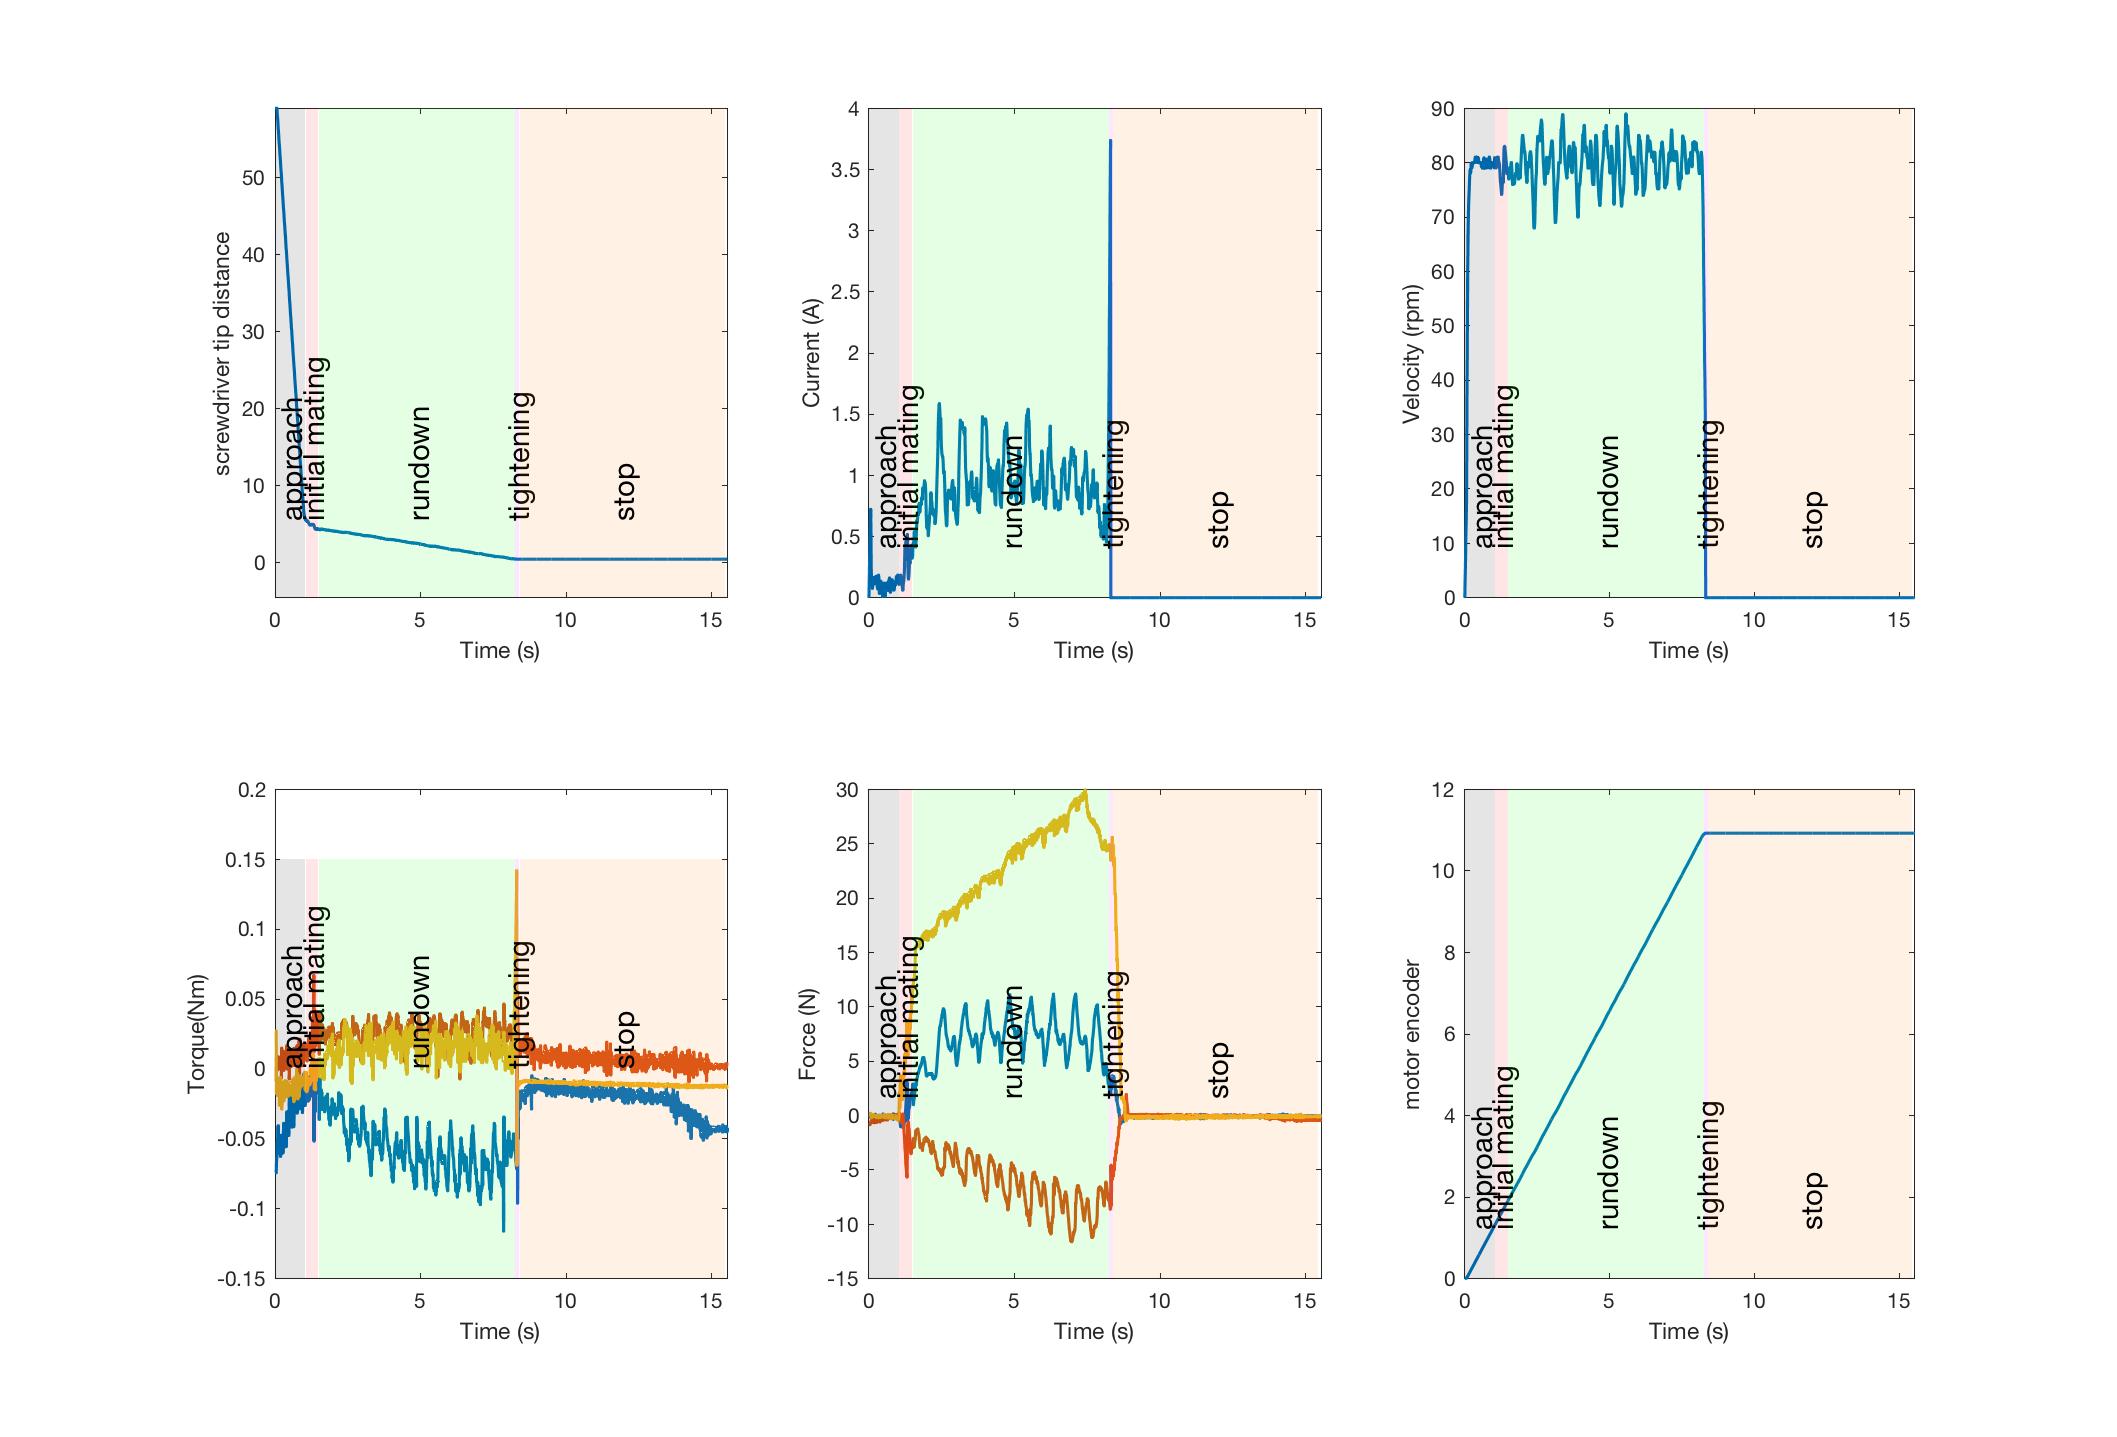 screwdriver tip distance
50
40
30
20
10
0
approach
initial mating
rundown
tightening
stop
0 5 10 15
Time (s)
Current (A)
4
3.5
3
2.5
2
1.5
1
0.5
0
approach
initial mating
rundown
tightening
stop
0 5 10 15
Time (s)
Velocity (rpm)
90
80
70
60
50
40
30
20
10
0
approach
initial mating
rundown
tightening
stop
0 5 10 15
Time (s)
Torque(Nm)
0.2
0.15
0.1
0.05
0
-0.05
-0.1
-0.15
approach
initial mating
rundown
tightening
stop
0 5 10 15
Time (s)
Force (N)
30
25
20
15
10
5
0
-5
-10
-15
approach
initial mating
rundown
tightening
stop
0 5 10 15
Time (s)
motor encoder
12
10
8
6
4
2
0
approach
initial mating
rundown
tightening
stop
0 5 10 15
Time (s)